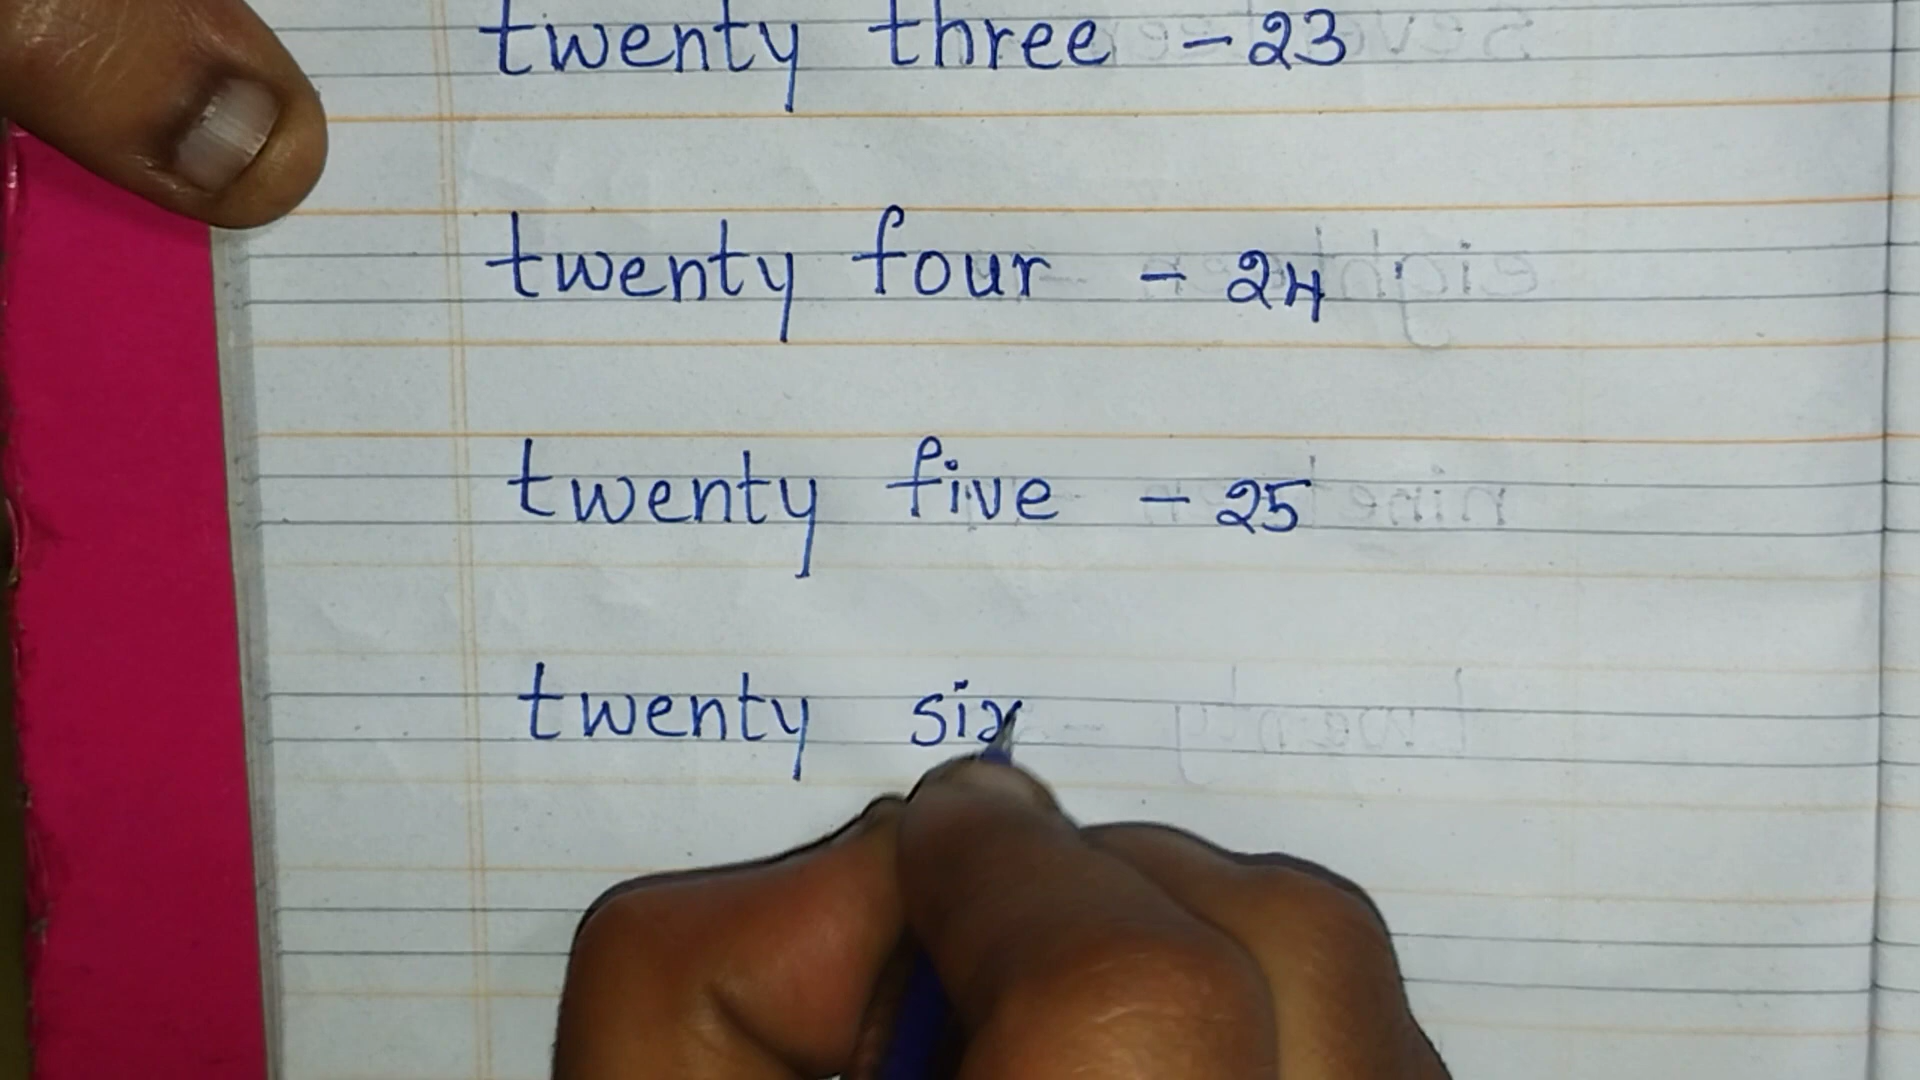 twenty three - 23
twenty four - 24
twenty five - 25
twenty six